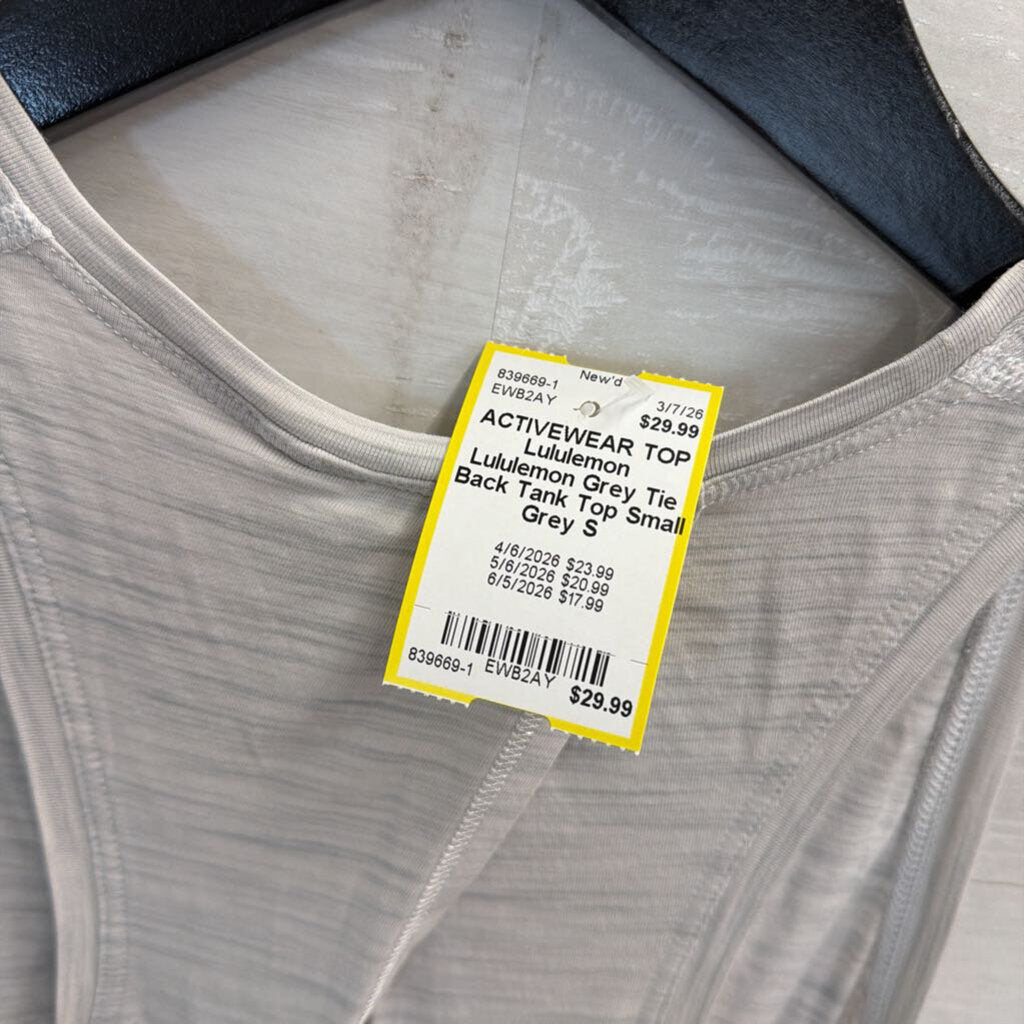 839669-1
New'd
EWB2AY
3/7/26
$29.99
ACTIVEWEAR TOP
Lululemon
Lululemon Grey Tie
Back Tank Top Small
Grey S
4/6/2026 $23.99
5/6/2026 $20.99
6/5/2026 $17.99
839669-1 EWB2AY
$29.99